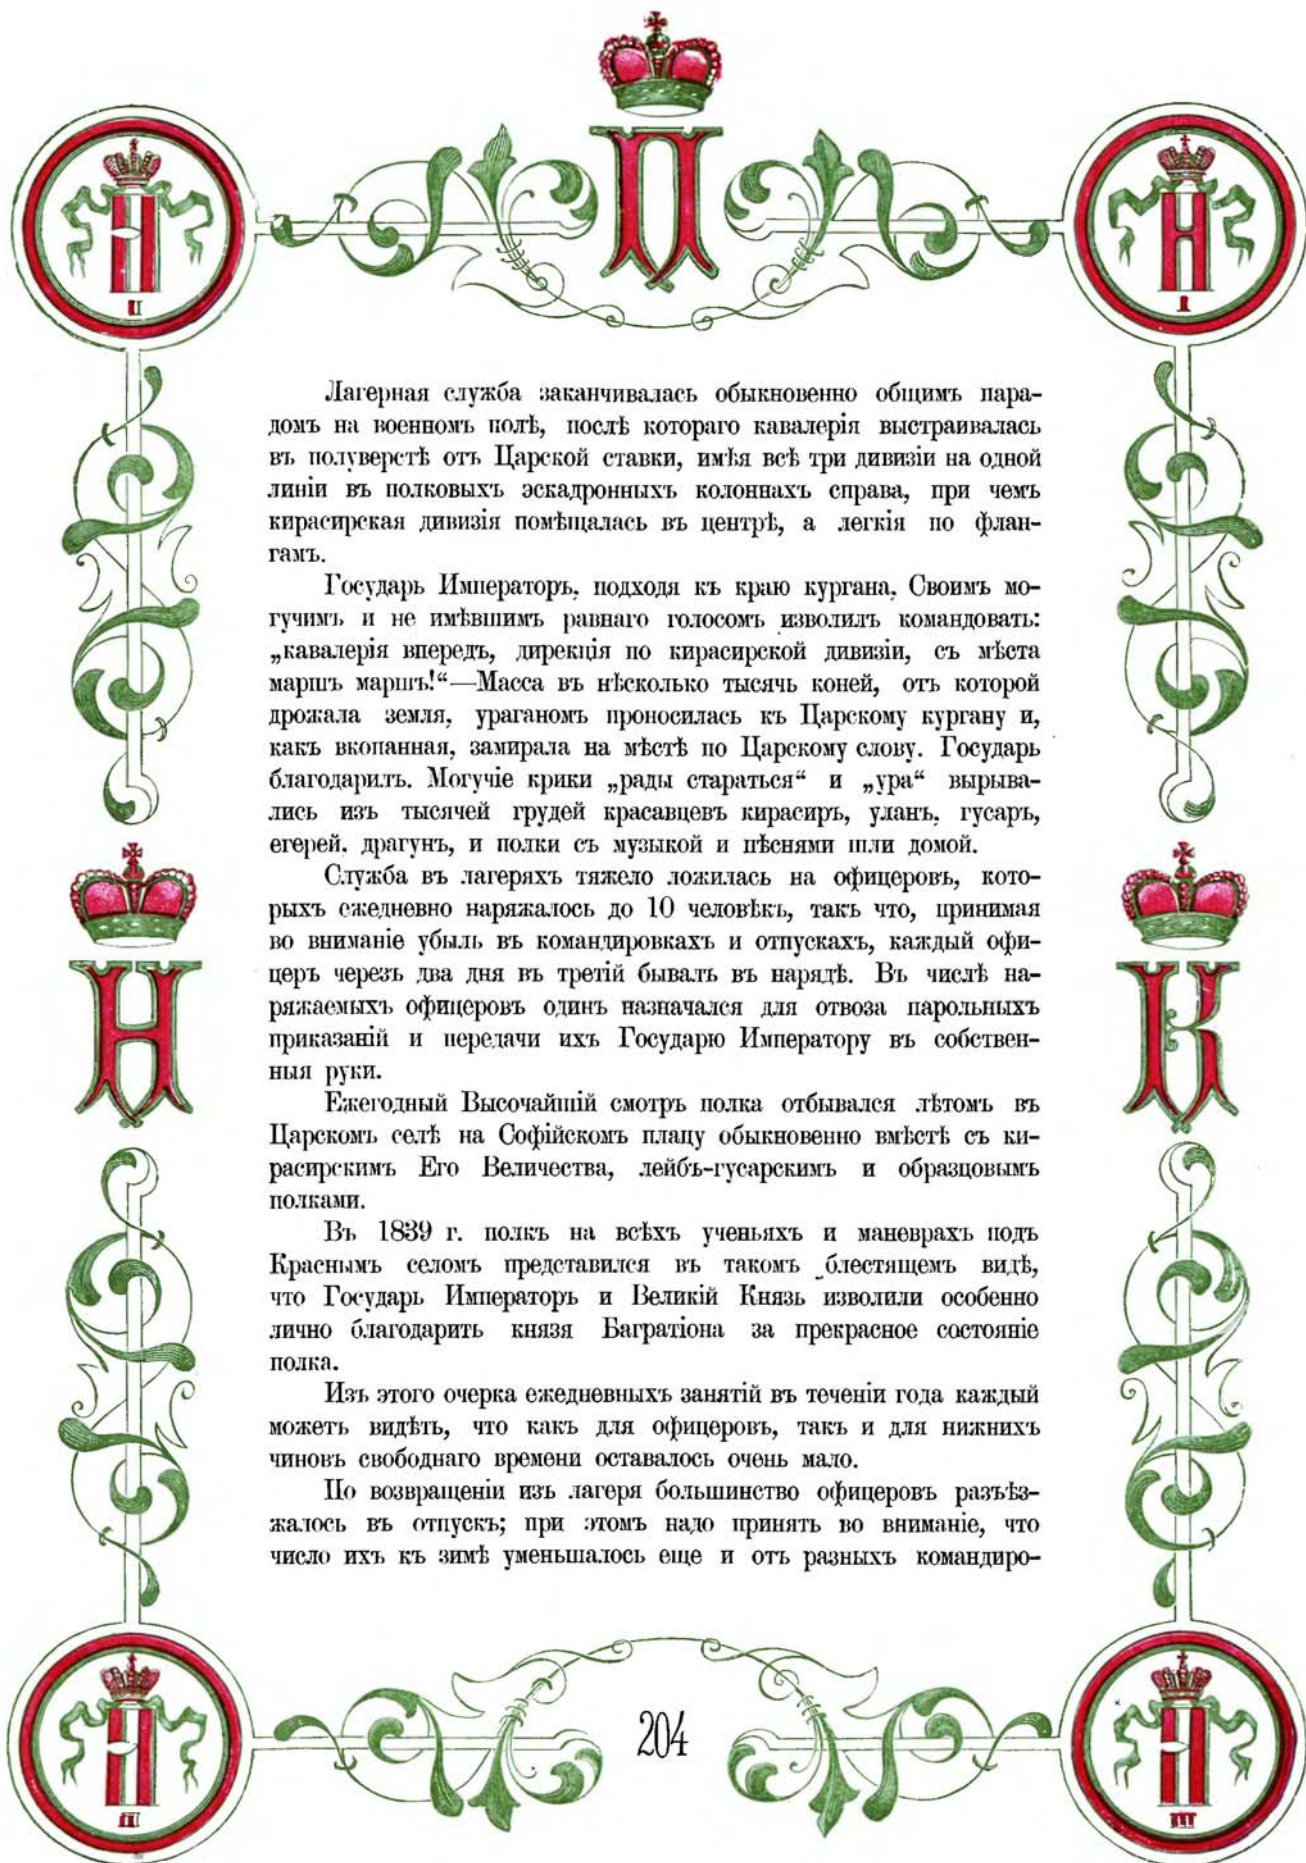 П
II
I
Лагерная служба заканчивалась обыкновенно общимъ пара-
домъ на военномъ полѣ, послѣ котораго кавалерія выстраивалась
въ полуверстѣ отъ Царской ставки, имѣя всѣ три дивизіи на одной
линіи въ полковыхъ эскадронныхъ колоннахъ справа, при чемъ
кирасирская дивизія помѣщалась въ центрѣ, а легкія по флан-
гамъ.
Государь Императоръ, подходя къ краю кургана, Своимъ мо-
гучимъ и не имѣвшимъ равнаго голосомъ изволилъ командовать:
„кавалерія впередъ, дирекція по кирасирской дивизіи, съ мѣста
маршъ маршъ!“—Масса въ нѣсколько тысячь коней, отъ которой
дрожала земля, ураганомъ проносилась къ Царскому кургану и,
какъ вкопанная, замирала на мѣстѣ по Царскому слову. Государь
благодарилъ. Могучіе крики „рады стараться“ и „ура“ вырыва-
лись изъ тысячей грудей красавцевъ кирасиръ, уланъ, гусаръ,
егерей, драгунъ, и полки съ музыкой и пѣснями шли домой.
Служба въ лагеряхъ тяжело ложилась на офицеровъ, кото-
рыхъ ежедневно наряжалось до 10 человѣкъ, такъ что, принимая
во вниманіе убыль въ командировкахъ и отпускахъ, каждый офи-
церъ черезъ два дня въ третій бывалъ въ нарядѣ. Въ числѣ на-
ряжаемыхъ офицеровъ одинъ назначался для отвоза парольныхъ
приказаній и передачи ихъ Государю Императору въ собствен-
ныя руки.
Ежегодный Высочайшій смотръ полка отбывался лѣтомъ въ
Царскомъ селѣ на Софійскомъ плацу обыкновенно вмѣстѣ съ ки-
расирскимъ Его Величества, лейбъ-гусарскимъ и образцовымъ
полками.
Въ 1839 г. полкъ на всѣхъ ученьяхъ и маневрахъ подъ
Краснымъ селомъ представился въ такомъ блестящемъ видѣ,
что Государь Императоръ и Великій Князь изволили особенно
лично благодарить князя Багратіона за прекрасное состояніе
полка.
Изъ этого очерка ежедневныхъ занятій въ теченіи года каждый
можетъ видѣть, что какъ для офицеровъ, такъ и для нижнихъ
чиновъ свободнаго времени оставалось очень мало.
По возвращеніи изъ лагеря большинство офицеровъ разъѣз-
жалось въ отпускъ; при этомъ надо принять во вниманіе, что
число ихъ къ зимѣ уменьшалось еще и отъ разныхъ командиро-
Н
К
204
III
III